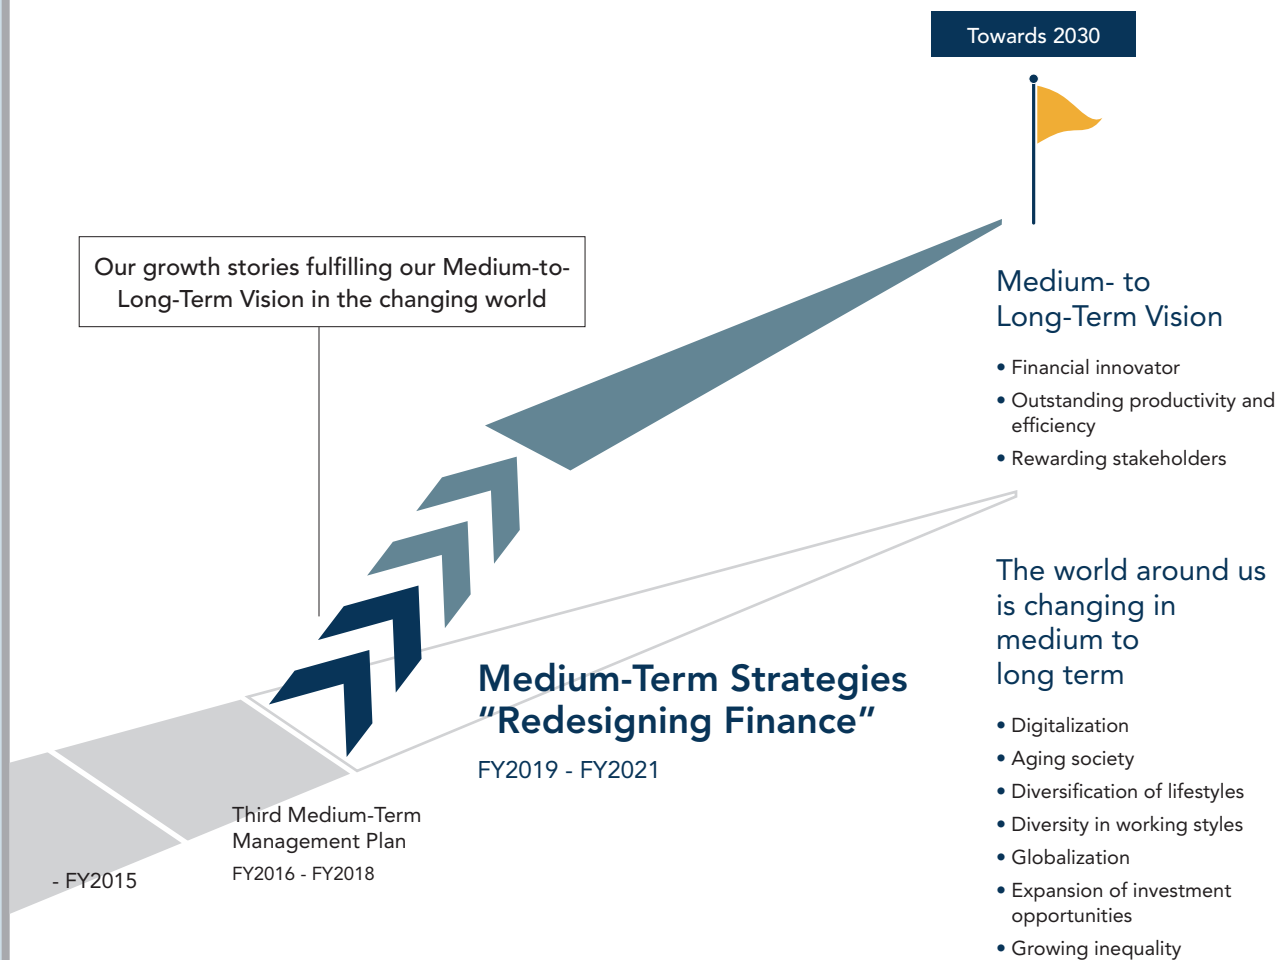 Towards 2030
Our growth stories fulfilling our Medium-to-
Long-Term Vision in the changing world
Medium- to
Long-Term Vision
• Financial innovator
• Outstanding productivity and
efficiency
• Rewarding stakeholders
The world around us
is changing in
medium to
long term
• Digitalization
• Aging society
• Diversification of lifestyles
• Diversity in working styles
• Globalization
• Expansion of investment
opportunities
• Growing inequality
Medium-Term Strategies
“Redesigning Finance”
FY2019 - FY2021
Third Medium-Term
Management Plan
FY2016 - FY2018
- FY2015